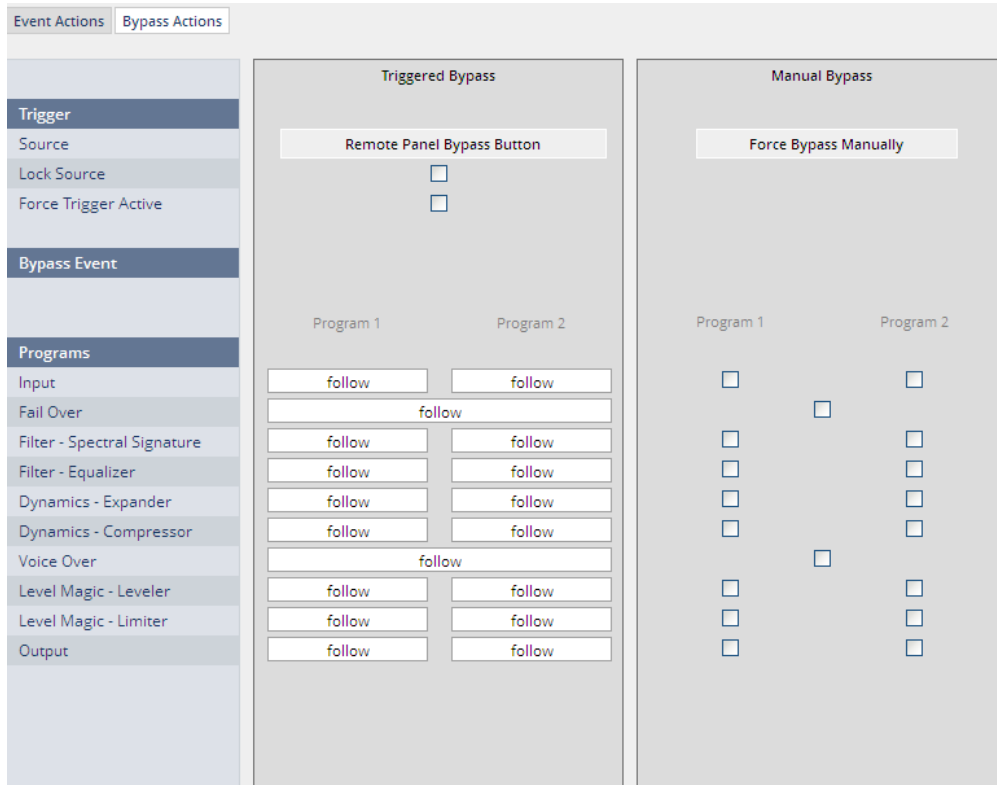 Event Actions Bypass Actions
Triggered Bypass Manual Bypass
Trigger
Source Remote Panel Bypass Button Force Bypass Manually
Lock Source
Force Trigger Active
Bypass Event
Program 1 Program 2 Program 1 Program 2
Programs
Input follow follow
Fail Over follow
Filter - Spectral Signature follow follow
Filter - Equalizer follow follow
Dynamics - Expander follow follow
Dynamics - Compressor follow follow
Voice Over follow
Level Magic - Leveler follow follow
Level Magic - Limiter follow follow
Output follow follow